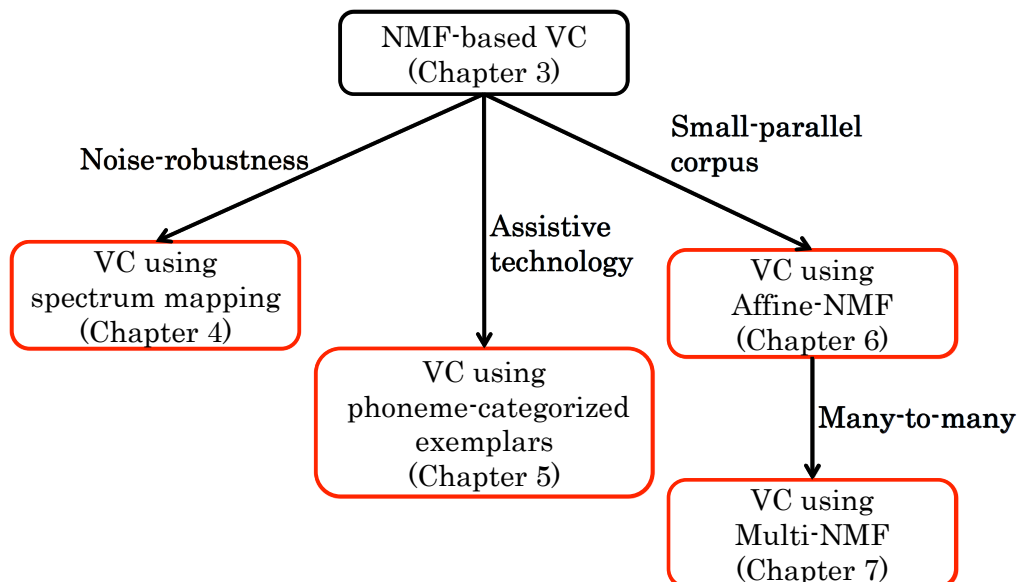 NMF-based VC
(Chapter 3)
Small-parallel
corpus
Noise-robustness
Assistive
technology
VC using
spectrum mapping
(Chapter 4)
VC using
Affine-NMF
(Chapter 6)
VC using
phoneme-categorized
exemplars
(Chapter 5)
Many-to-many
VC using
Multi-NMF
(Chapter 7)